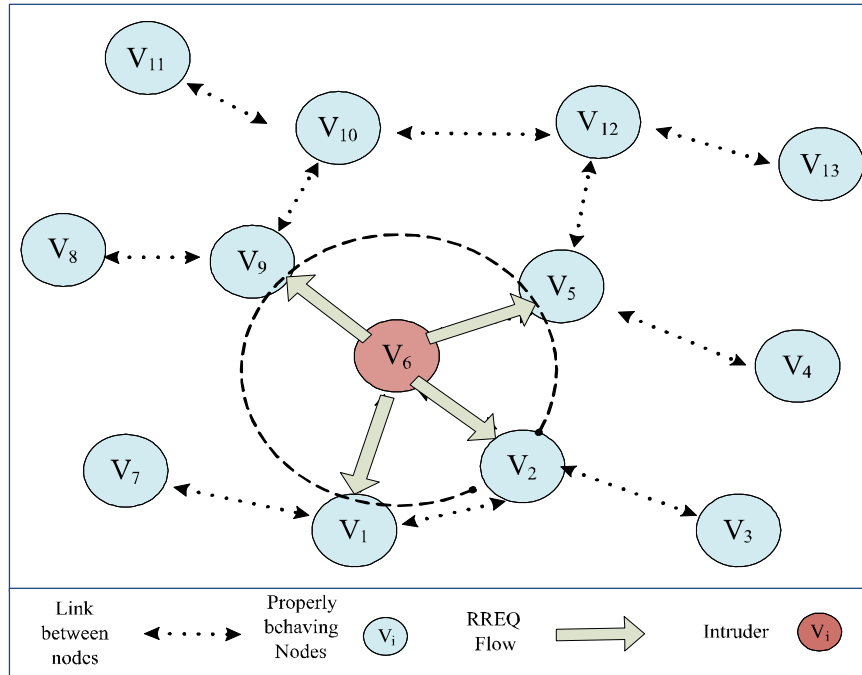 V11
V10
V12
V13
V8
V9
V5
V6
V4
V7
V2
V1
V3
Link
between
nodes
Properly
bchaving
Nodes
Vi
RREQ
Flow
Intruder
Vi